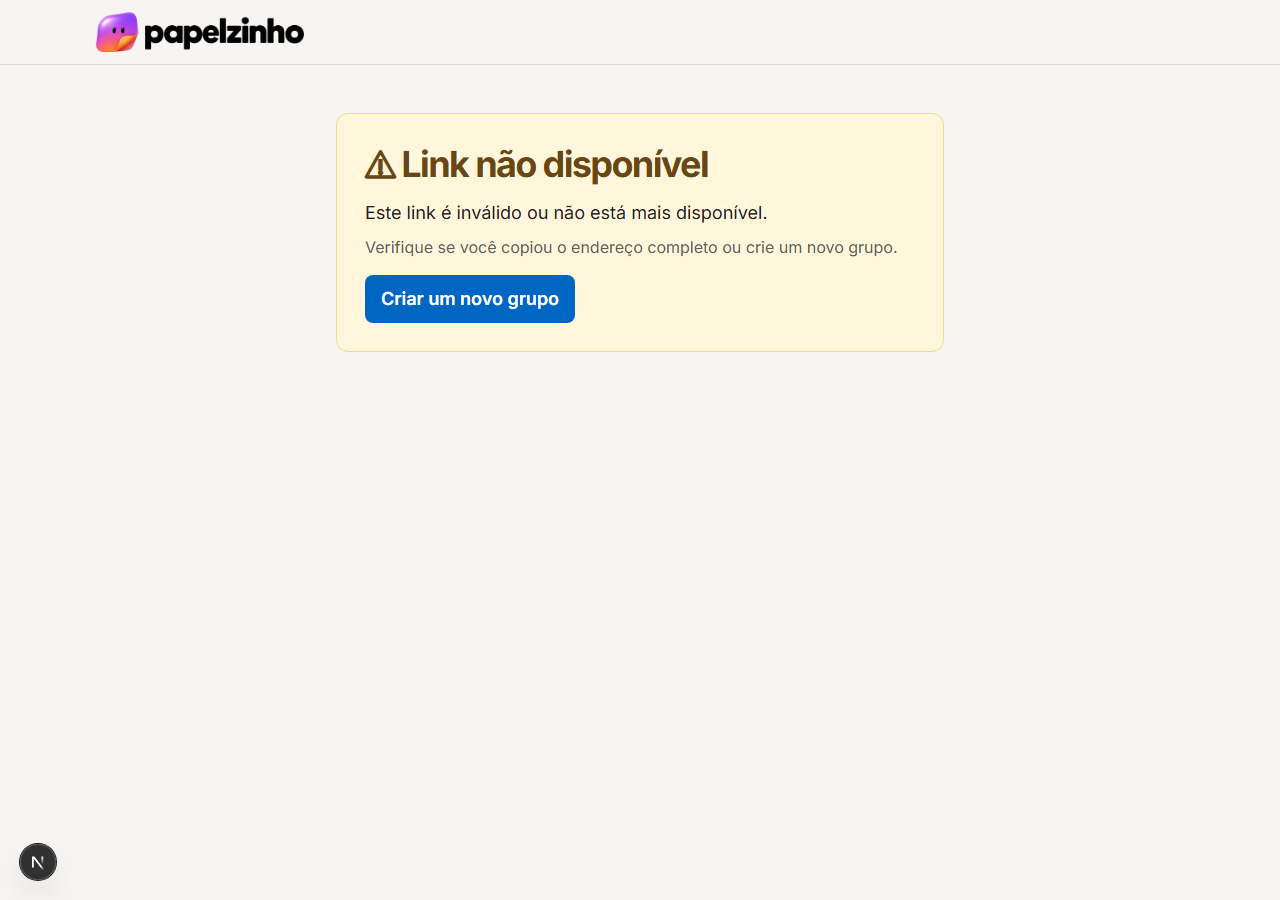 papelzinho
⚠ Link não disponível
Este link é inválido ou não está mais disponível.
Verifique se você copiou o endereço completo ou crie um novo grupo.
Criar um novo grupo
N